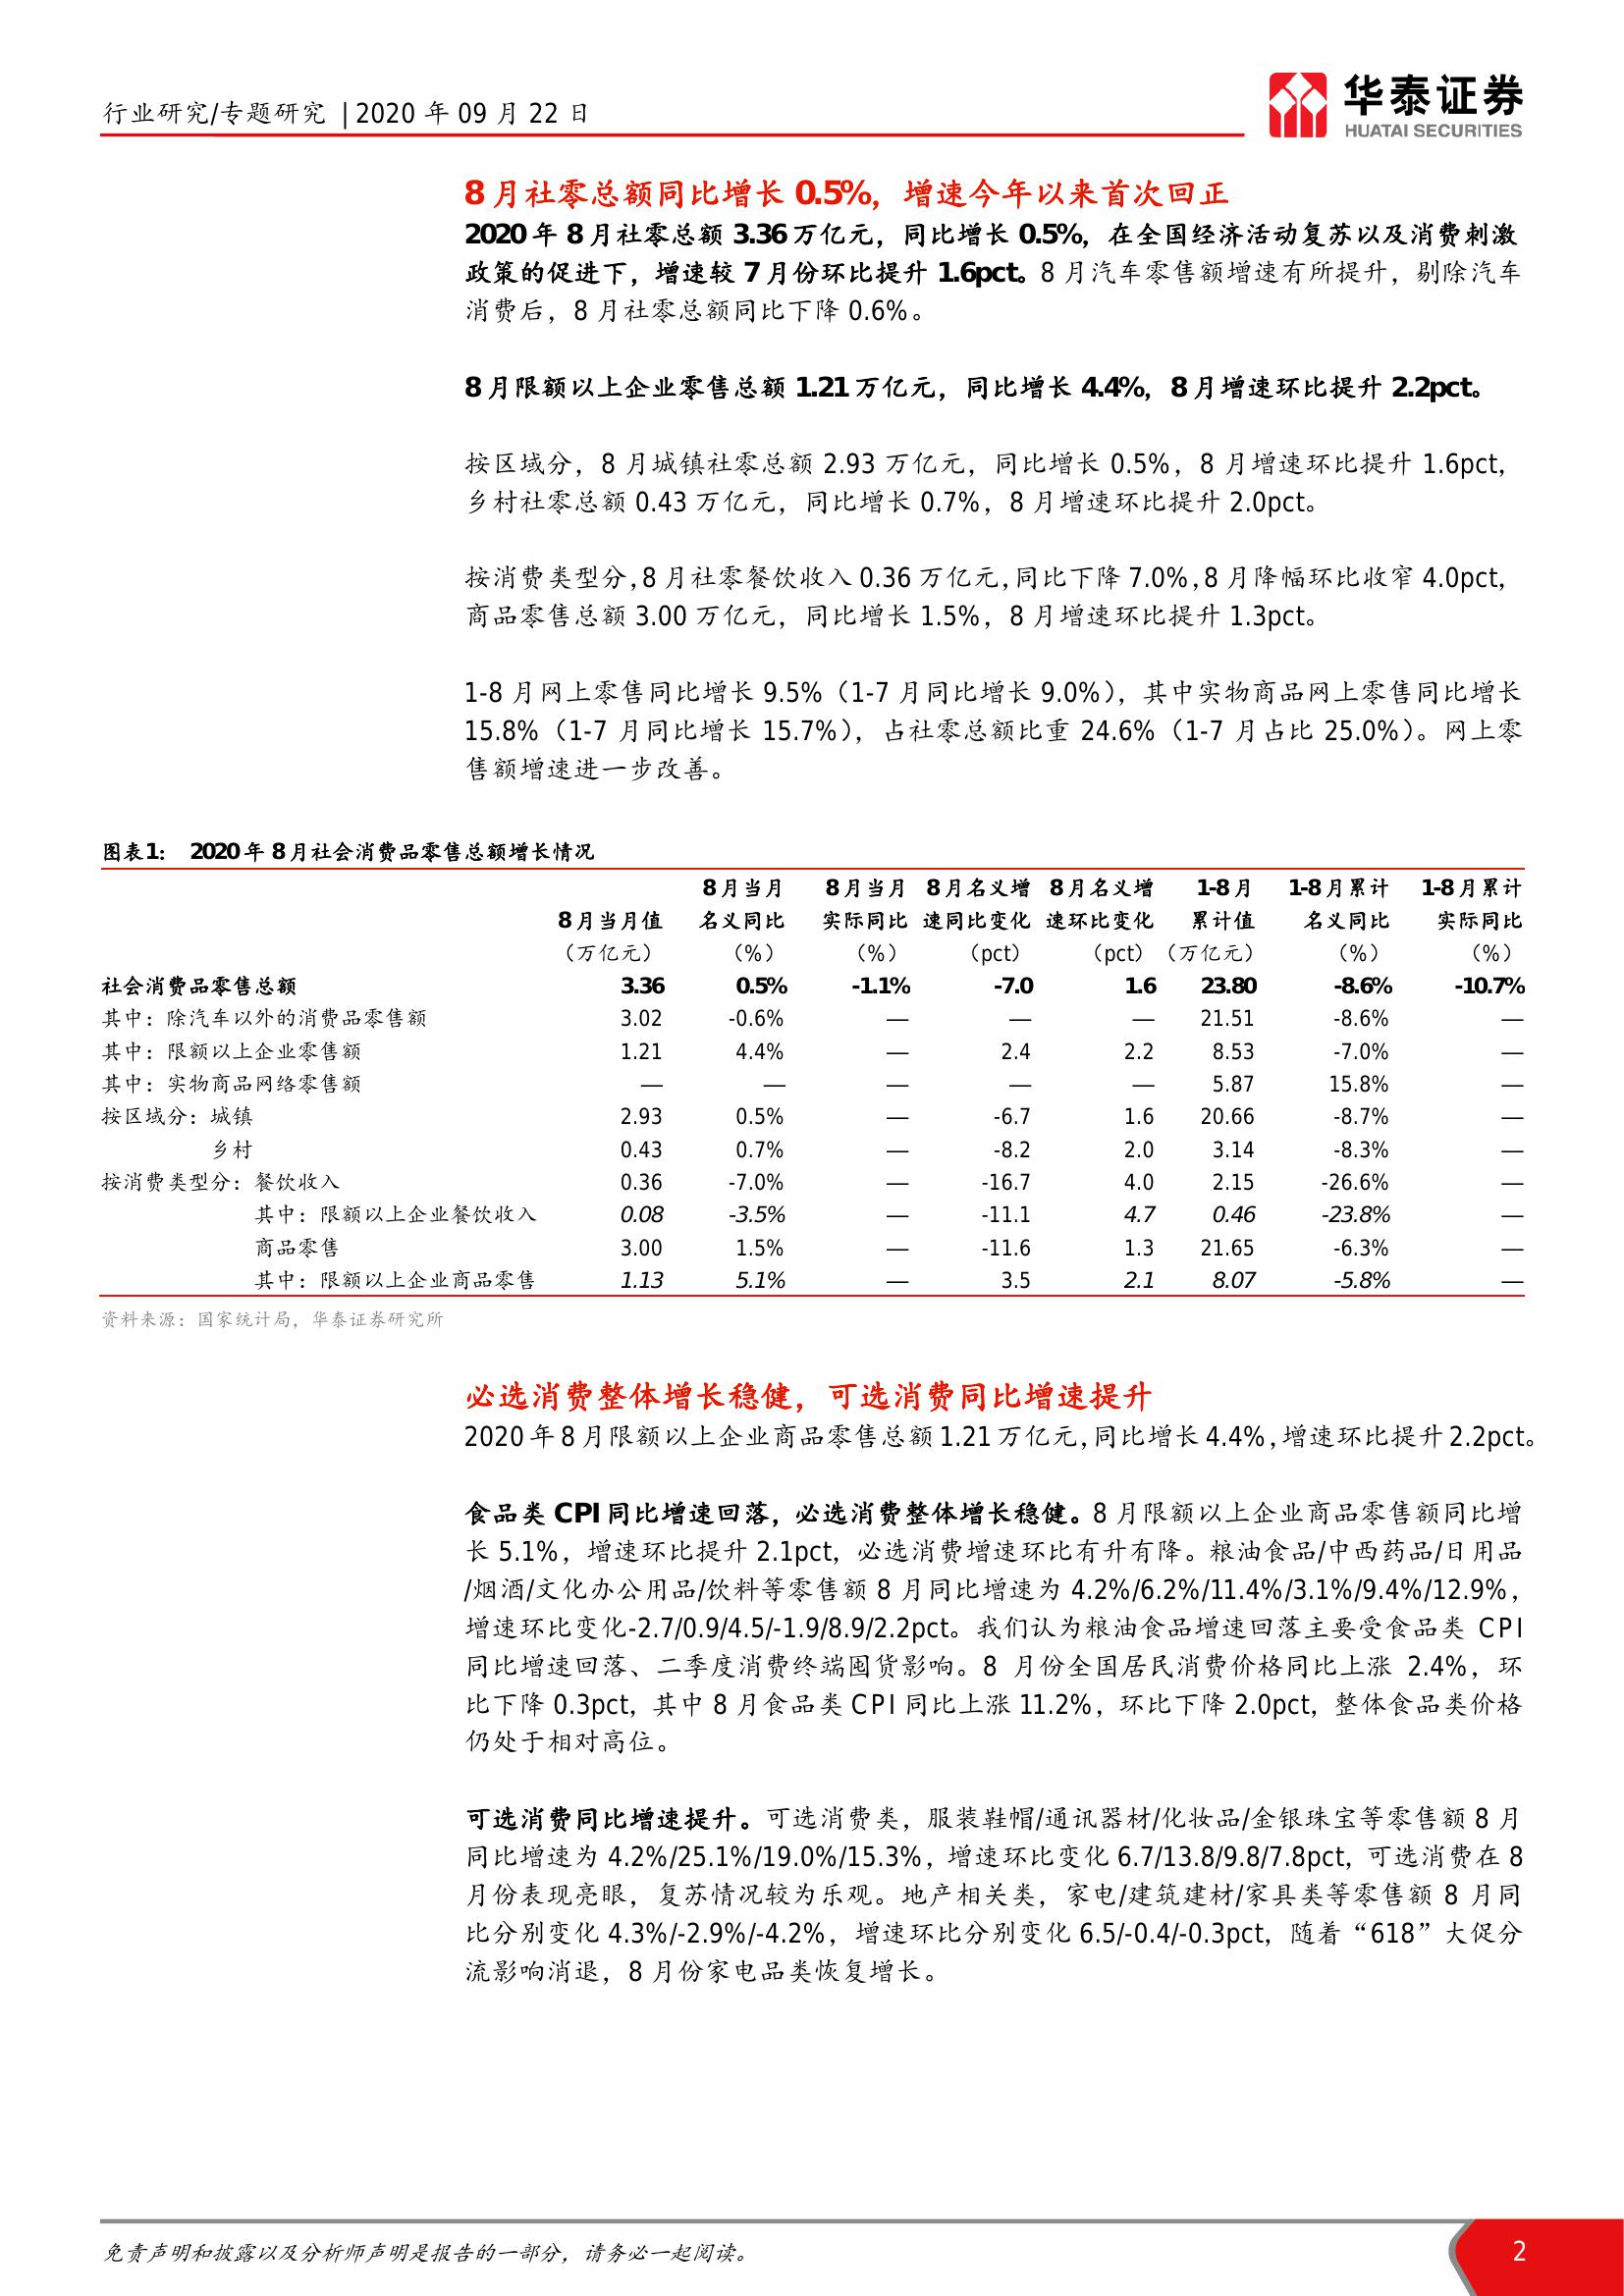 行业研究/专题研究 | 2020 年 09 月 22 日
华泰证券
HUATAI SECURITIES
8 月社零总额同比增长 0.5%，增速今年以来首次回正
2020 年 8 月社零总额 3.36 万亿元，同比增长 0.5%，在全国经济活动复苏以及消费刺激
政策的促进下，增速较 7 月份环比提升 1.6pct。8 月汽车零售额增速有所提升，剔除汽车
消费后，8 月社零总额同比下降 0.6%。
8 月限额以上企业零售总额 1.21 万亿元，同比增长 4.4%，8 月增速环比提升 2.2pct。
按区域分，8 月城镇社零总额 2.93 万亿元，同比增长 0.5%，8 月增速环比提升 1.6pct，
乡村社零总额 0.43 万亿元，同比增长 0.7%，8 月增速环比提升 2.0pct。
按消费类型分，8 月社零餐饮收入 0.36 万亿元，同比下降 7.0%，8 月降幅环比收窄 4.0pct，
商品零售总额 3.00 万亿元，同比增长 1.5%，8 月增速环比提升 1.3pct。
1-8 月网上零售同比增长 9.5%（1-7 月同比增长 9.0%），其中实物商品网上零售同比增长
15.8%（1-7 月同比增长 15.7%），占社零总额比重 24.6%（1-7 月占比 25.0%）。网上零
售额增速进一步改善。
图表1： 2020 年 8 月社会消费品零售总额增长情况
8 月当月 8 月当月 8 月名义增 8 月名义增 1-8 月 1-8 月累计 1-8 月累计
8 月当月值 名义同比 实际同比 速同比变化 速环比变化 累计值 名义同比 实际同比
（万亿元） （%） （%） （pct） （pct） （万亿元） （%） （%）
社会消费品零售总额 3.36 0.5% -1.1% -7.0 1.6 23.80 -8.6% -10.7%
其中：除汽车以外的消费品零售额 3.02 -0.6% — — — 21.51 -8.6% —
其中：限额以上企业零售额 1.21 4.4% — 2.4 2.2 8.53 -7.0% —
其中：实物商品网络零售额 — — — — — 5.87 15.8% —
按区域分：城镇 2.93 0.5% — -6.7 1.6 20.66 -8.7% —
乡村 0.43 0.7% — -8.2 2.0 3.14 -8.3% —
按消费类型分：餐饮收入 0.36 -7.0% — -16.7 4.0 2.15 -26.6% —
其中：限额以上企业餐饮收入 0.08 -3.5% — -11.1 4.7 0.46 -23.8% —
商品零售 3.00 1.5% — -11.6 1.3 21.65 -6.3% —
其中：限额以上企业商品零售 1.13 5.1% — 3.5 2.1 8.07 -5.8% —
资料来源：国家统计局，华泰证券研究所
必选消费整体增长稳健，可选消费同比增速提升
2020 年 8 月限额以上企业商品零售总额 1.21 万亿元，同比增长 4.4%，增速环比提升 2.2pct。
食品类 CPI 同比增速回落，必选消费整体增长稳健。8 月限额以上企业商品零售额同比增
长 5.1%，增速环比提升 2.1pct，必选消费增速环比有升有降。粮油食品/中西药品/日用品
/烟酒/文化办公用品/饮料等零售额 8 月同比增速为 4.2%/6.2%/11.4%/3.1%/9.4%/12.9%，
增速环比变化-2.7/0.9/4.5/-1.9/8.9/2.2pct。我们认为粮油食品增速回落主要受食品类 CPI
同比增速回落、二季度消费终端囤货影响。8 月份全国居民消费价格同比上涨 2.4%，环
比下降 0.3pct，其中 8 月食品类 CPI 同比上涨 11.2%，环比下降 2.0pct，整体食品类价格
仍处于相对高位。
可选消费同比增速提升。可选消费类，服装鞋帽/通讯器材/化妆品/金银珠宝等零售额 8 月
同比增速为 4.2%/25.1%/19.0%/15.3%，增速环比变化 6.7/13.8/9.8/7.8pct，可选消费在 8
月份表现亮眼，复苏情况较为乐观。地产相关类，家电/建筑建材/家具类等零售额 8 月同
比分别变化 4.3%/-2.9%/-4.2%，增速环比分别变化 6.5/-0.4/-0.3pct，随着“618”大促分
流影响消退，8 月份家电品类恢复增长。
免责声明和披露以及分析师声明是报告的一部分，请务必一起阅读。
2